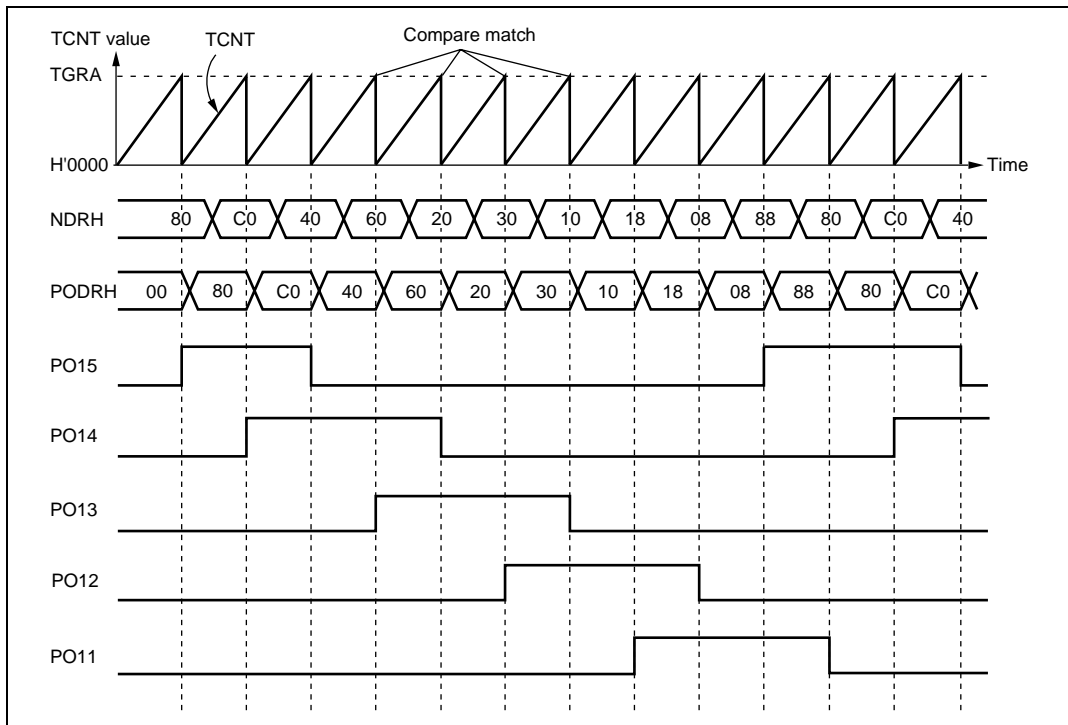 TCNT value
TCNT
Compare match
TGRA
H'0000
Time
NDRH 80 C0 40 60 20 30 10 18 08 88 80 C0 40
PODRH 00 80 C0 40 60 20 30 10 18 08 88 80 C0
PO15
PO14
PO13
PO12
PO11